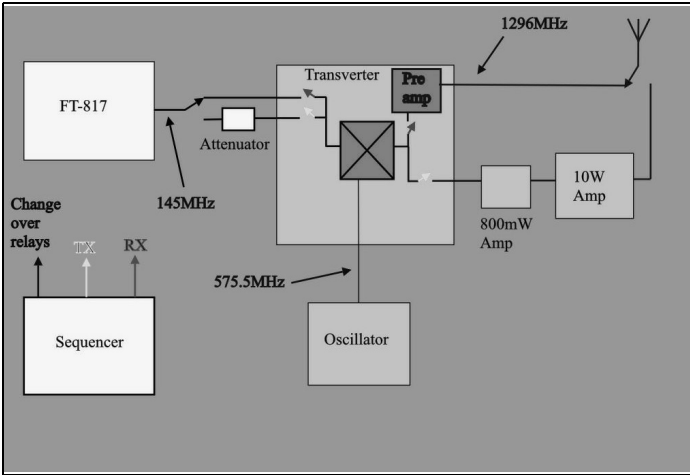 1296MHz
FT-817
Transverter
Pre
amp
Attenuator
145MHz
10W
Amp
800mW
Amp
Change
over
relays
TX
RX
575.5MHz
Sequencer
Oscillator